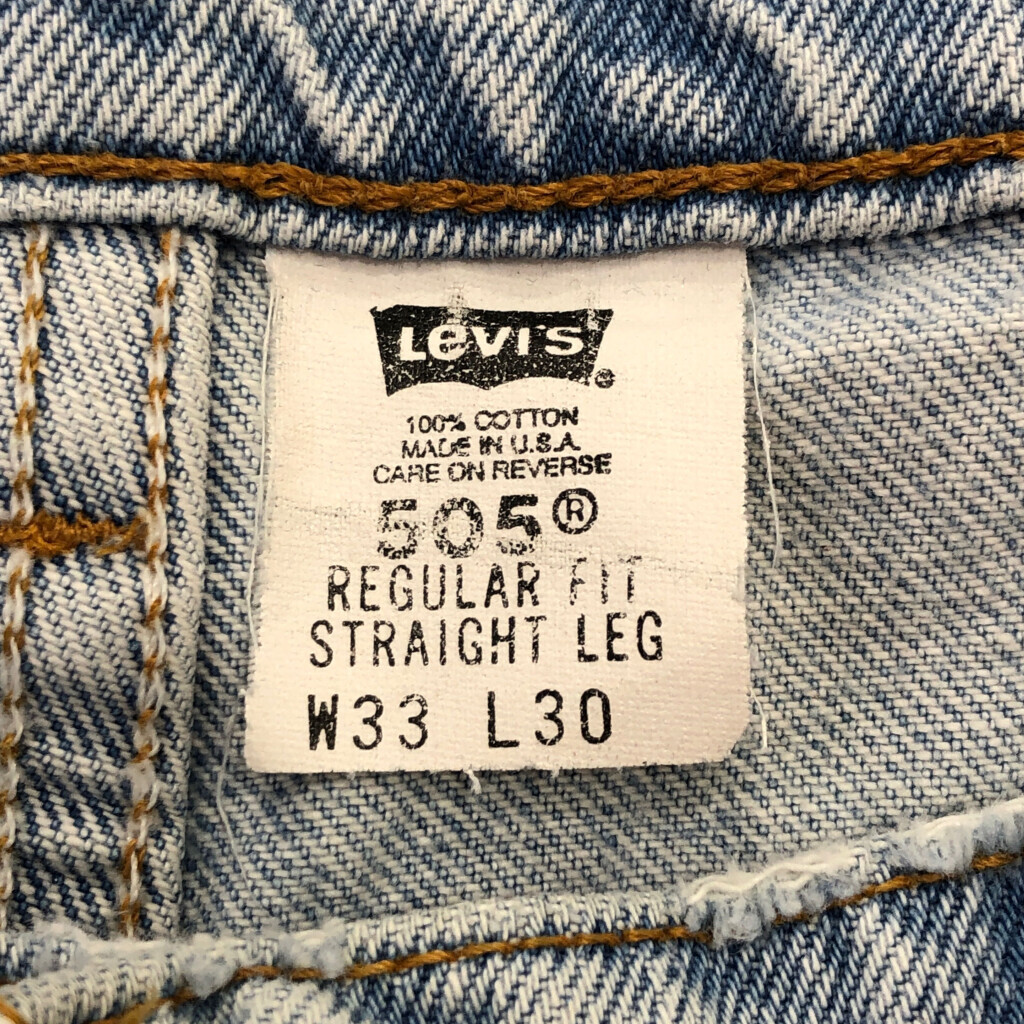 Levi's®
100% COTTON
MADE IN U.S.A.
CARE ON REVERSE
505®
REGULAR FIT
STRAIGHT LEG
W33 L30